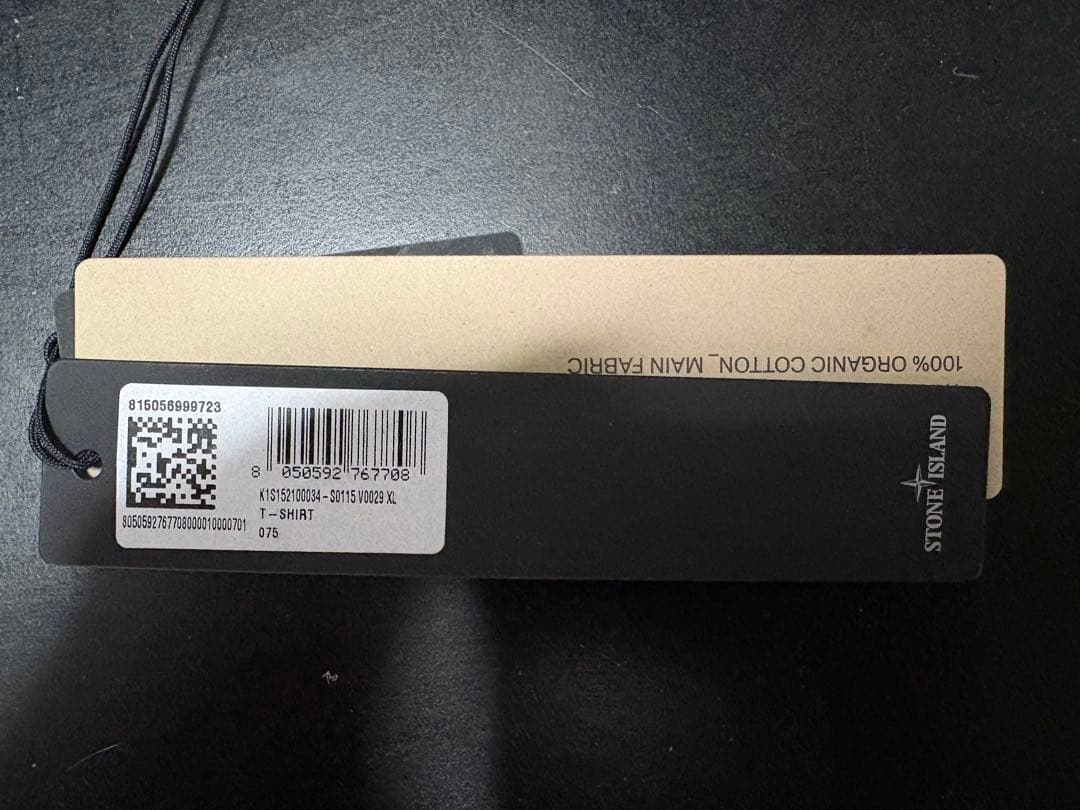 100% ORGANIC COTTON_ MAIN FABRIC
815056999723
8 050592 767708
8050592767708000010000701
K1S152100034-S0115 V0029 XL
T-SHIRT
075
STONE ISLAND